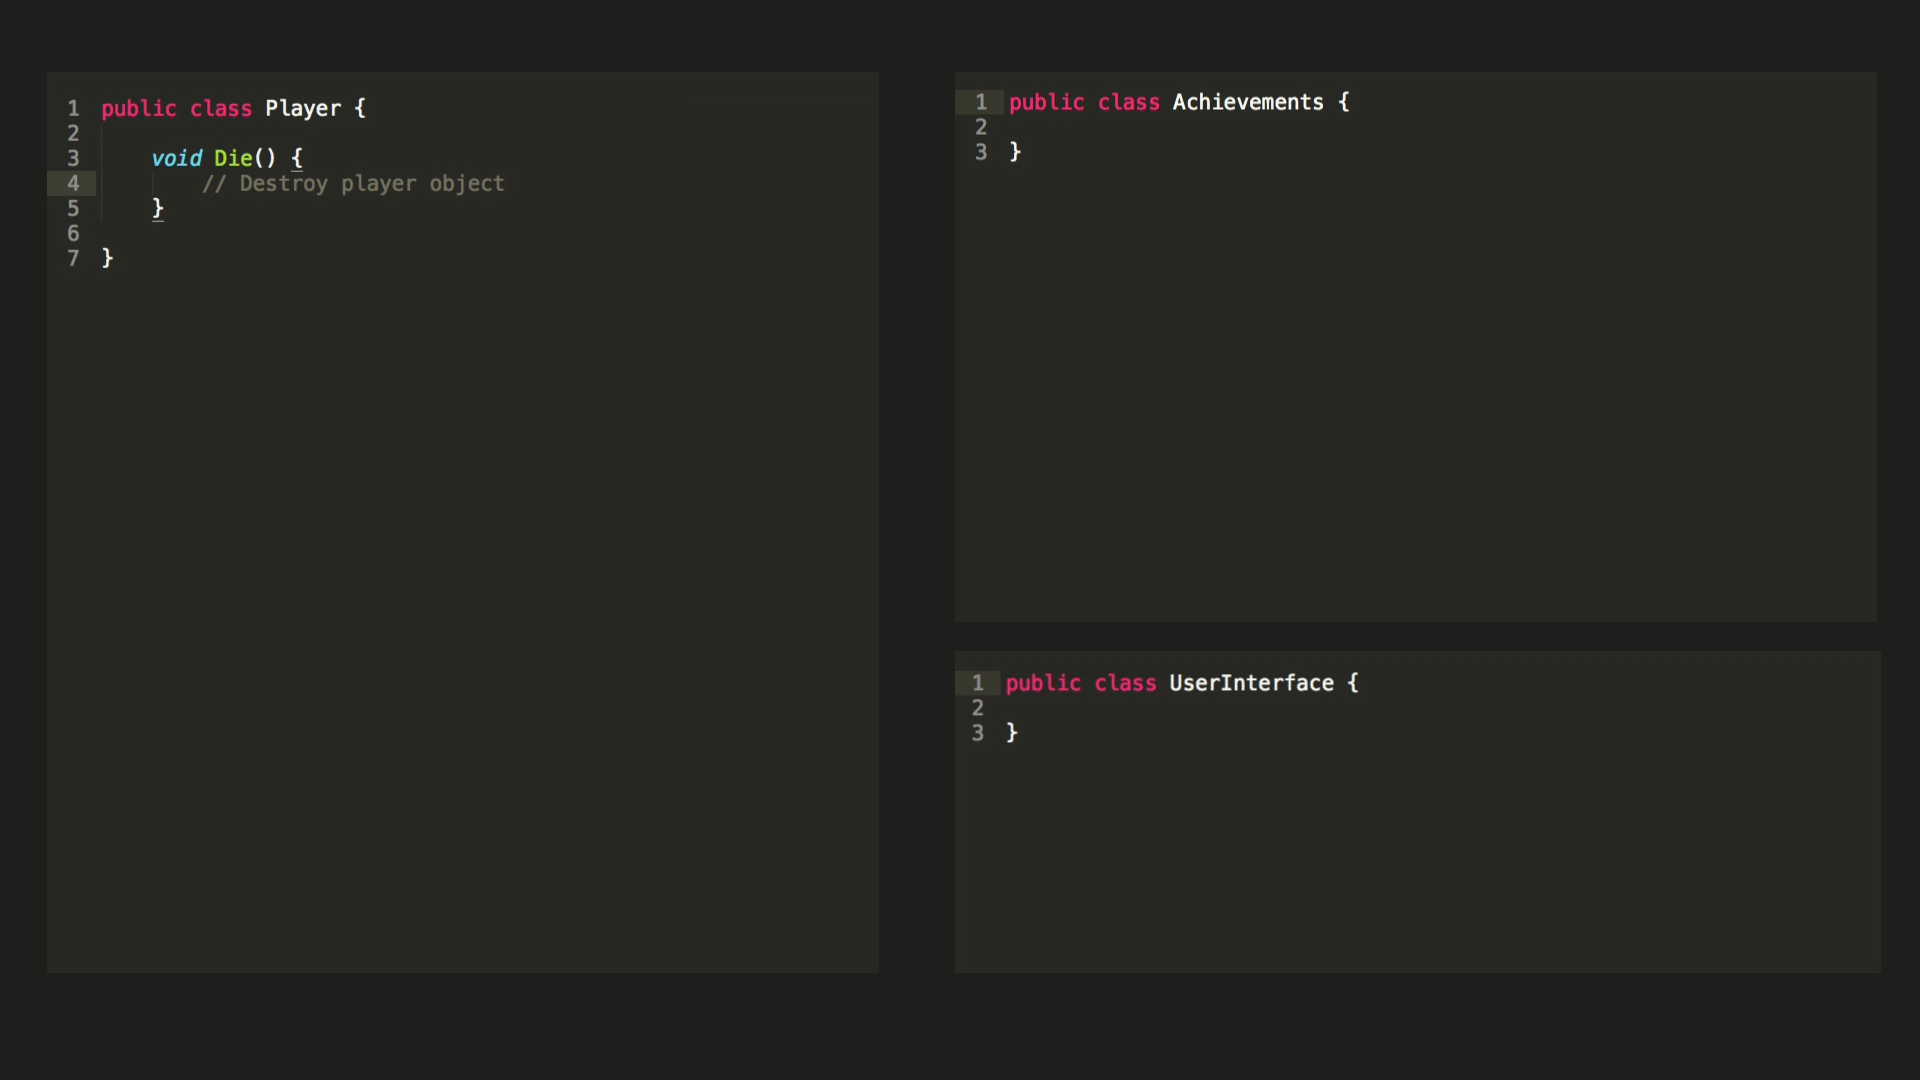 1 public class Player {
2
3     void Die() {
4         // Destroy player object
5     }
6
7 }
1 public class Achievements {
2
3 }
1 public class UserInterface {
2
3 }